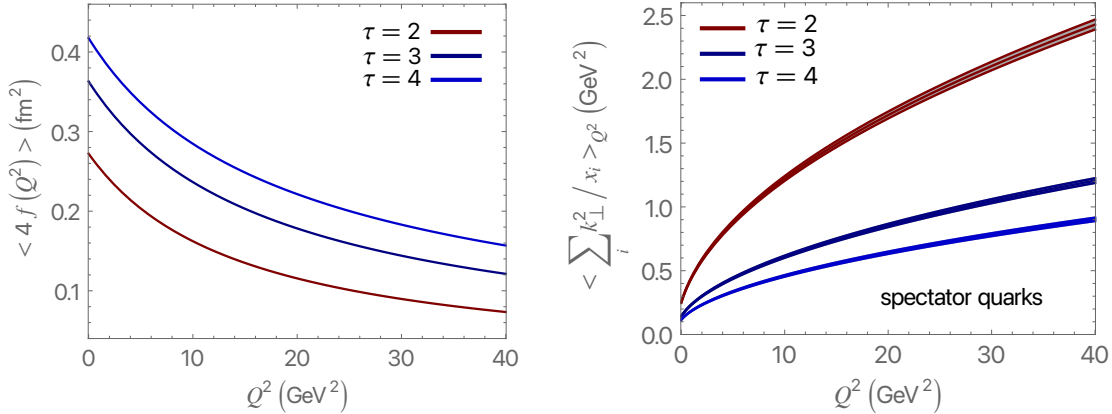 < 4 f (Q²) > (fm²)
0.4
0.3
0.2
0.1
τ = 2
τ = 3
τ = 4
0 10 20 30 40
Q² (GeV²)
< ∑ᵢ k²⊥ / xᵢ >_Q² (GeV²)
2.5
2.0
1.5
1.0
0.5
0.0
τ = 2
τ = 3
τ = 4
spectator quarks
0 10 20 30 40
Q² (GeV²)